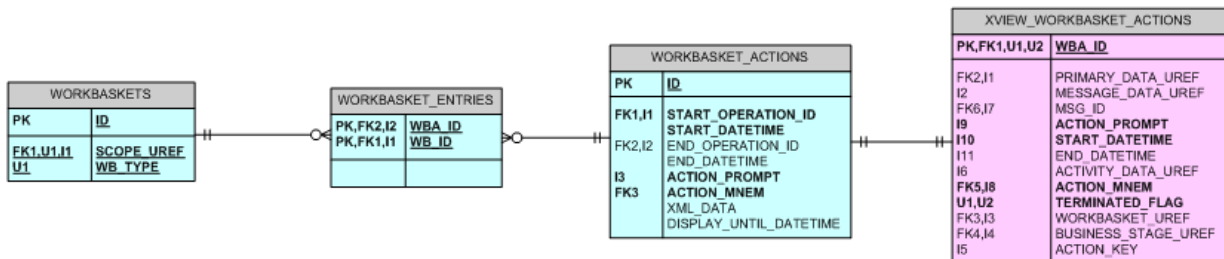 WORKBASKETS
PK ID
FK1,U1,I1 SCOPE_UREF
U1 WB_TYPE
WORKBASKET_ENTRIES
PK,FK2,I2 WBA_ID
PK,FK1,I1 WB_ID
WORKBASKET_ACTIONS
PK ID
FK1,I1 START_OPERATION_ID
START_DATETIME
FK2,I2 END_OPERATION_ID
END_DATETIME
I3 ACTION_PROMPT
FK3 ACTION_MNEM
XML_DATA
DISPLAY_UNTIL_DATETIME
XVIEW_WORKBASKET_ACTIONS
PK,FK1,U1,U2 WBA_ID
FK2,I1 PRIMARY_DATA_UREF
I2 MESSAGE_DATA_UREF
FK6,I7 MSG_ID
I9 ACTION_PROMPT
I10 START_DATETIME
I11 END_DATETIME
I6 ACTIVITY_DATA_UREF
FK5,I8 ACTION_MNEM
U1,U2 TERMINATED_FLAG
FK3,I3 WORKBASKET_UREF
FK4,I4 BUSINESS_STAGE_UREF
I5 ACTION_KEY